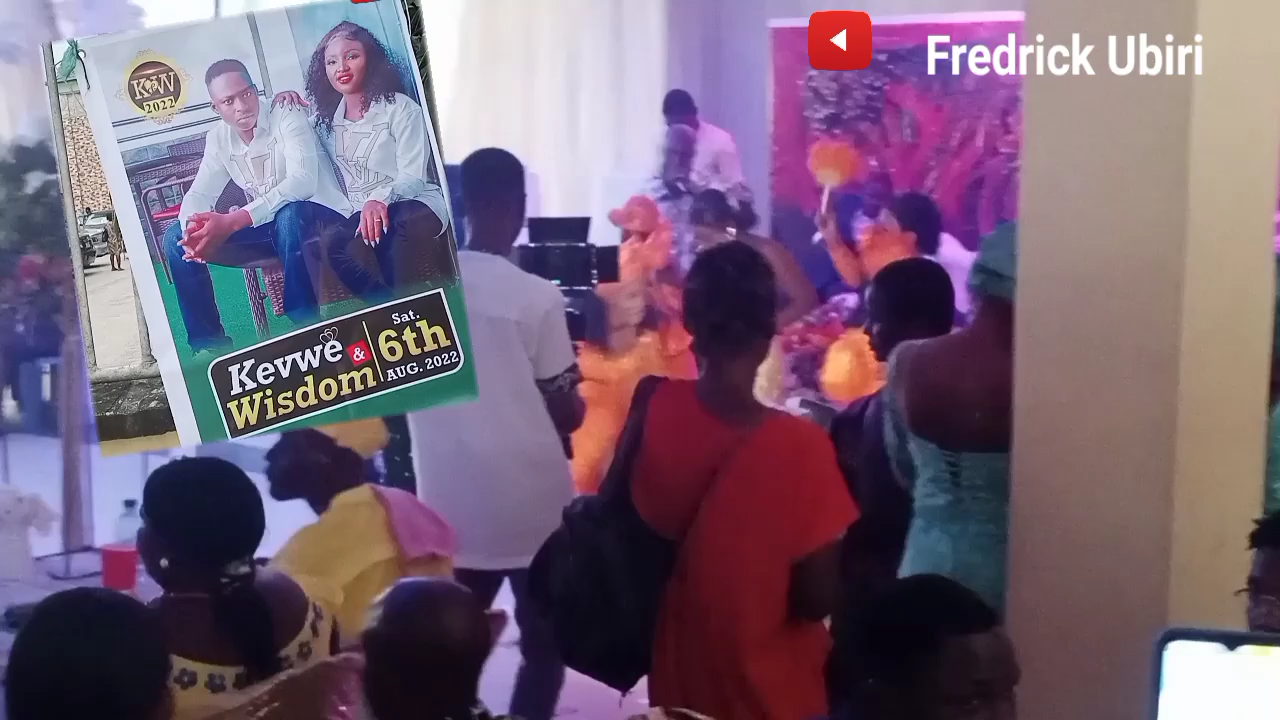 Fredrick Ubiri
K&W
2022
Kevwe &
Wisdom
Sat.
6th
AUG. 2022